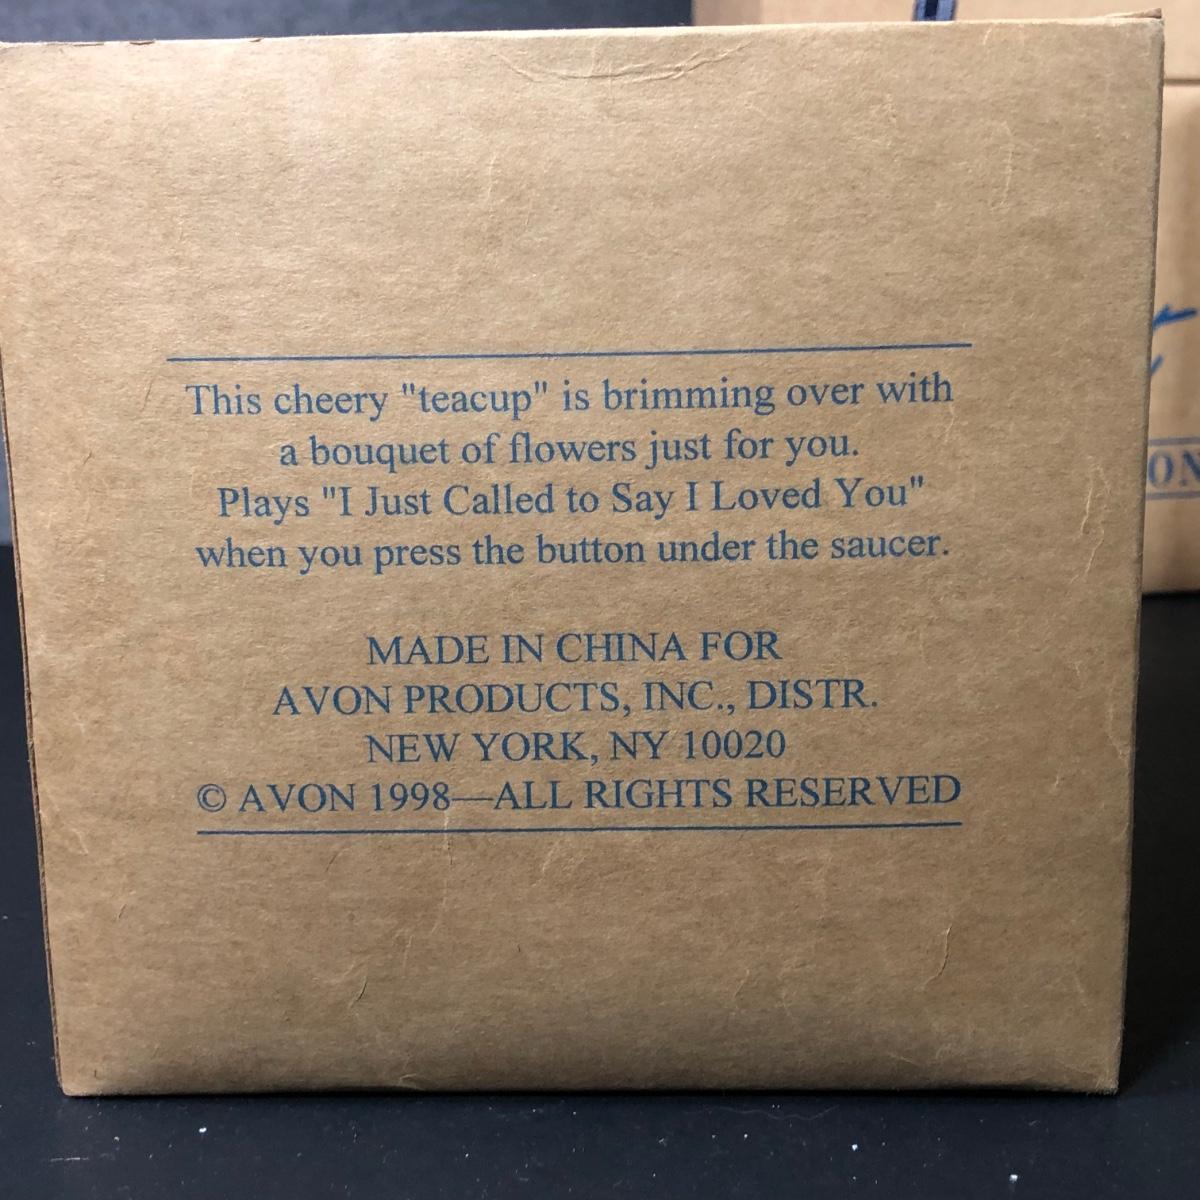 This cheery "teacup" is brimming over with
a bouquet of flowers just for you.
Plays "I Just Called to Say I Loved You"
when you press the button under the saucer.
MADE IN CHINA FOR
AVON PRODUCTS, INC., DISTR.
NEW YORK, NY 10020
© AVON 1998—ALL RIGHTS RESERVED